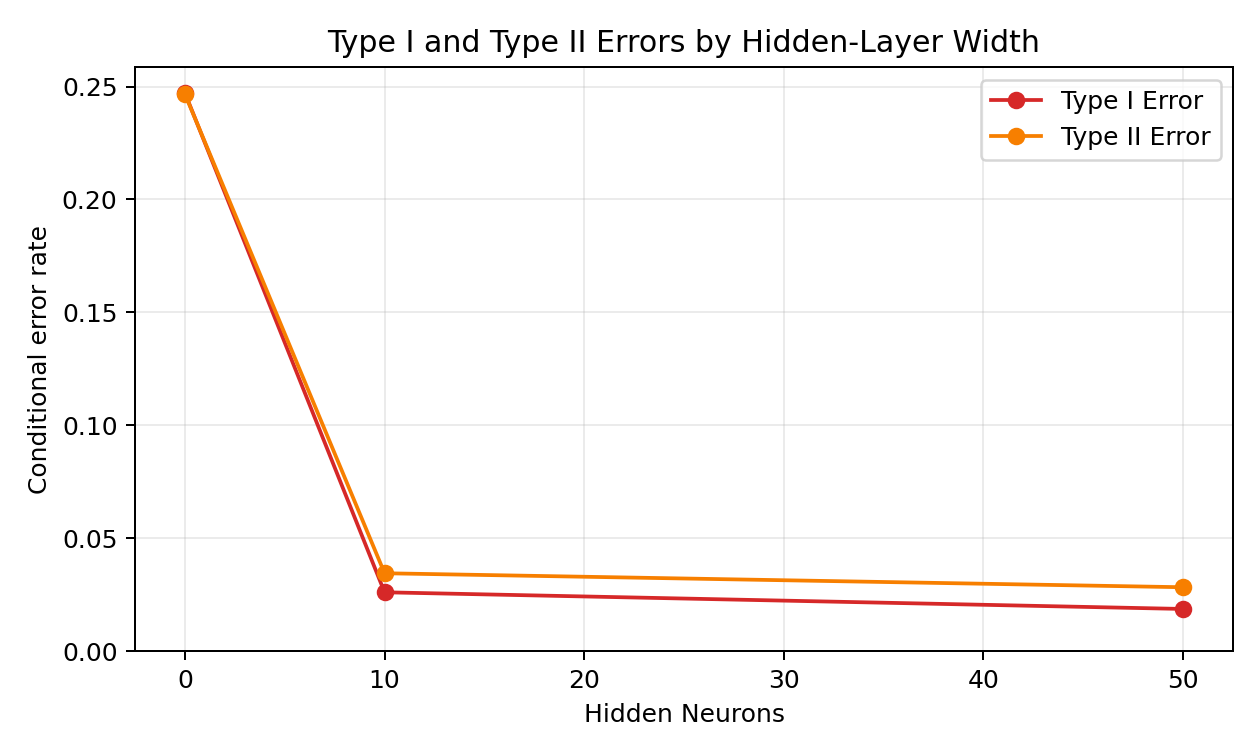 Type I and Type II Errors by Hidden-Layer Width
Type I Error
Type II Error
Conditional error rate
0.25
0.20
0.15
0.10
0.05
0.00
0 10 20 30 40 50
Hidden Neurons